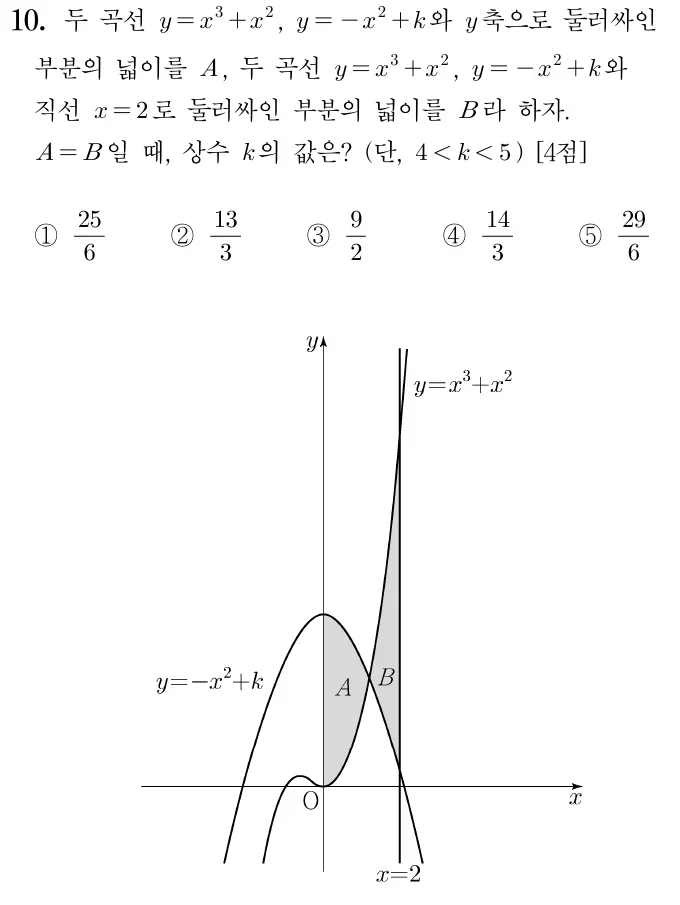 10. 두 곡선 y=x³+x², y=−x²+k와 y축으로 둘러싸인
부분의 넓이를 A, 두 곡선 y=x³+x², y=−x²+k와
직선 x=2로 둘러싸인 부분의 넓이를 B라 하자.
A=B일 때, 상수 k의 값은? (단, 4<k<5) [4점]
① 25/6 ② 13/3 ③ 9/2 ④ 14/3 ⑤ 29/6
y
y=x³+x²
y=−x²+k
A
B
O
x
x=2